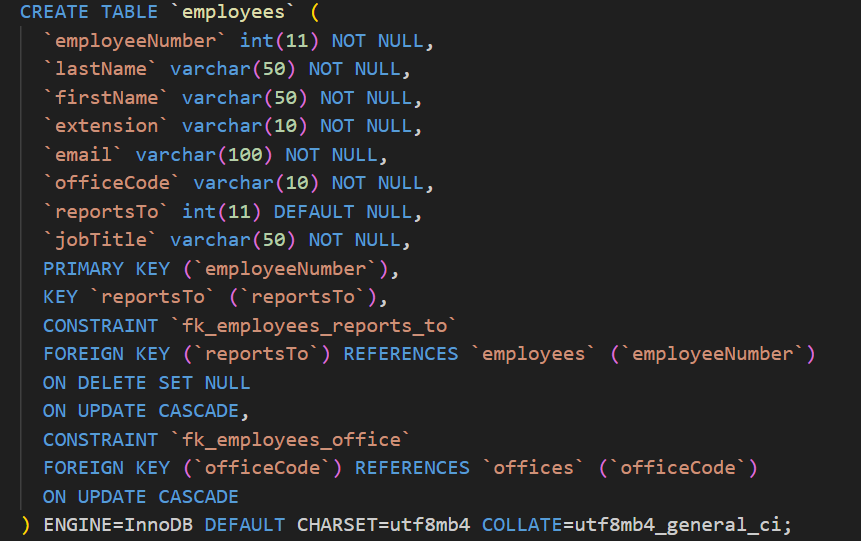 CREATE TABLE `employees` (
`employeeNumber` int(11) NOT NULL,
`lastName` varchar(50) NOT NULL,
`firstName` varchar(50) NOT NULL,
`extension` varchar(10) NOT NULL,
`email` varchar(100) NOT NULL,
`officeCode` varchar(10) NOT NULL,
`reportsTo` int(11) DEFAULT NULL,
`jobTitle` varchar(50) NOT NULL,
PRIMARY KEY (`employeeNumber`),
KEY `reportsTo` (`reportsTo`),
CONSTRAINT `fk_employees_reports_to`
FOREIGN KEY (`reportsTo`) REFERENCES `employees` (`employeeNumber`)
ON DELETE SET NULL
ON UPDATE CASCADE,
CONSTRAINT `fk_employees_office`
FOREIGN KEY (`officeCode`) REFERENCES `offices` (`officeCode`)
ON UPDATE CASCADE
) ENGINE=InnoDB DEFAULT CHARSET=utf8mb4 COLLATE=utf8mb4_general_ci;